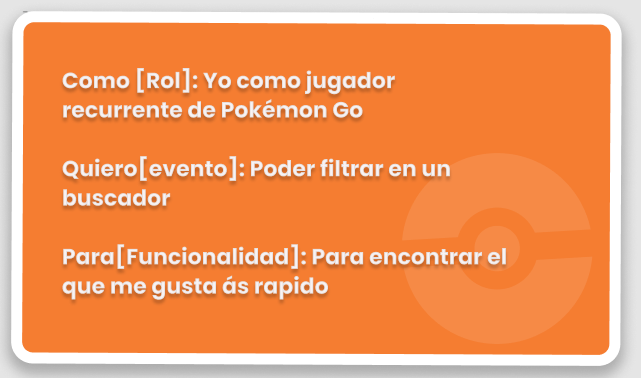 Como [Rol]: Yo como jugador
recurrente de Pokémon Go
Quiero[evento]: Poder filtrar en un
buscador
Para[Funcionalidad]: Para encontrar el
que me gusta ás rapido